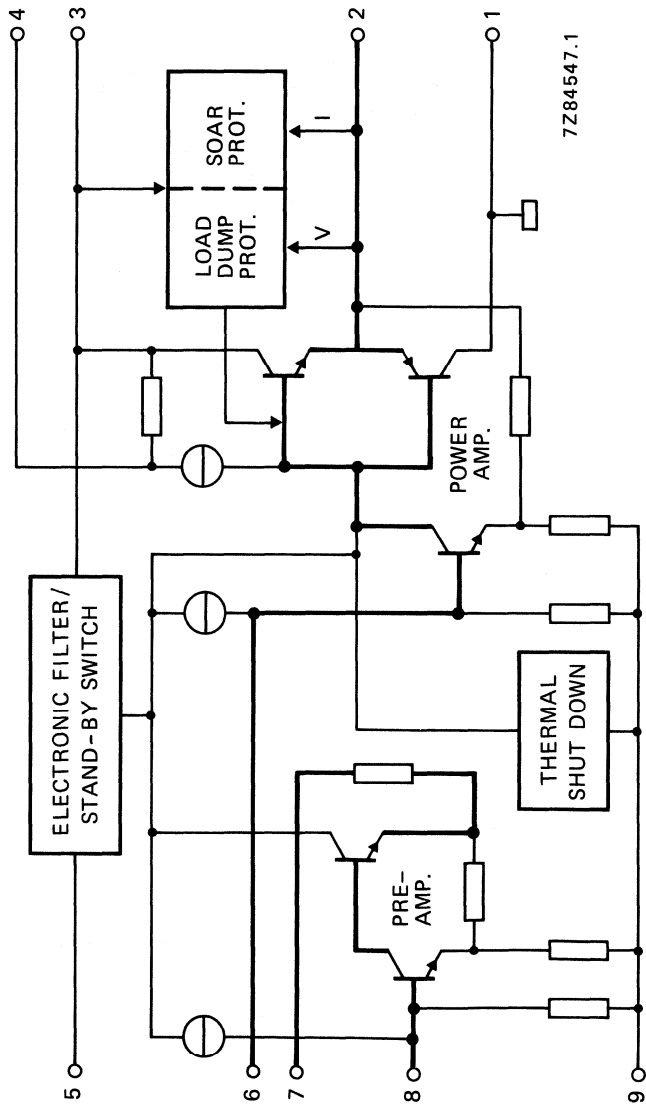 ELECTRONIC FILTER/
STAND-BY SWITCH
LOAD
DUMP
PROT.
SOAR
PROT.
V
I
PRE-
AMP.
POWER
AMP.
THERMAL
SHUT DOWN
5
6
7
8
9
4
3
2
1
7Z84547.1